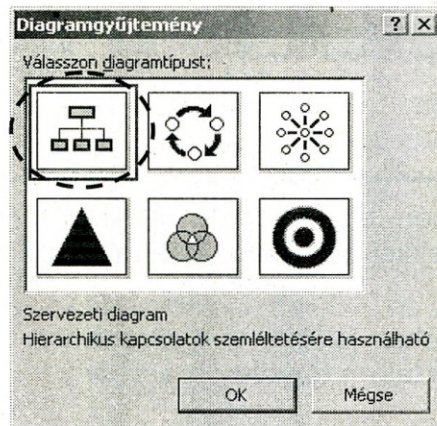 Diagramgyűjtemény
Válasszon diagramtípust:
Szervezeti diagram
Hierarchikus kapcsolatok szemléltetésére használható
OK Mégse